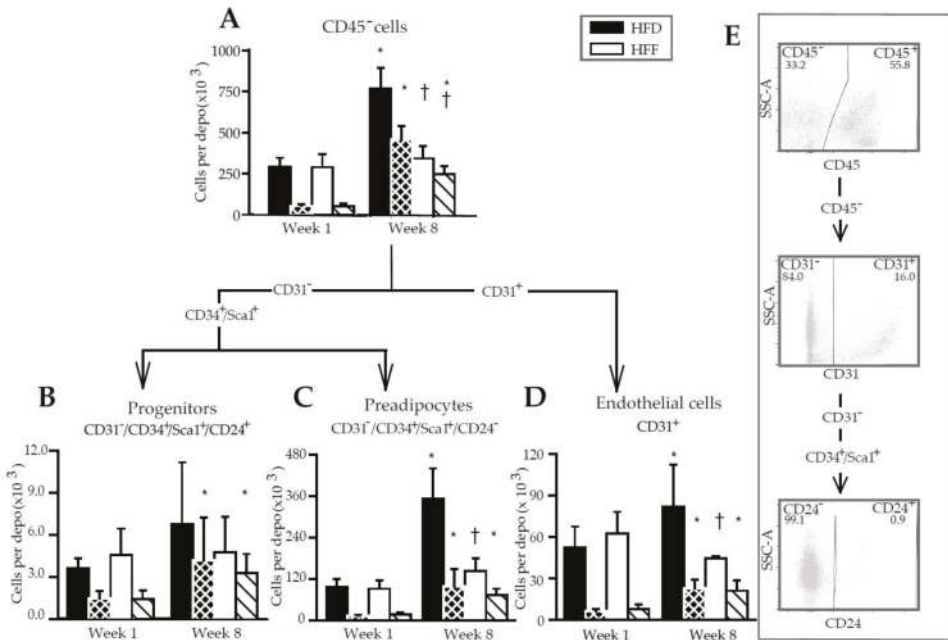 A
CD45⁻ cells
HFD
HFF
Cells per depo(x10 3)
1000
750
500
250
0
*
*
†
*
†
Week 1
Week 8
CD31⁻
CD31⁺
CD34⁺/Sca1⁺
B
Progenitors
CD31⁻/CD34⁺/Sca1⁺/CD24⁺
Cells per depo(x10 3)
12.0
9.0
6.0
3.0
0.0
*
*
Week 1
Week 8
C
Preadipocytes
CD31⁻/CD34⁺/Sca1⁺/CD24⁻
Cells per depo (x10 3)
480
360
240
120
0
*
*
†
*
Week 1
Week 8
D
Endothelial cells
CD31⁺
Cells per depo (x10 3)
120
90
60
30
0
*
*
†
*
Week 1
Week 8
E
CD45⁻
33.2
CD45⁺
55.8
SSC-A
CD45
CD45⁻
CD31⁻
84.0
CD31⁺
16.0
SSC-A
CD31
CD31⁻
CD34⁺/Sca1⁺
CD24⁻
99.1
CD24⁺
0.9
SSC-A
CD24